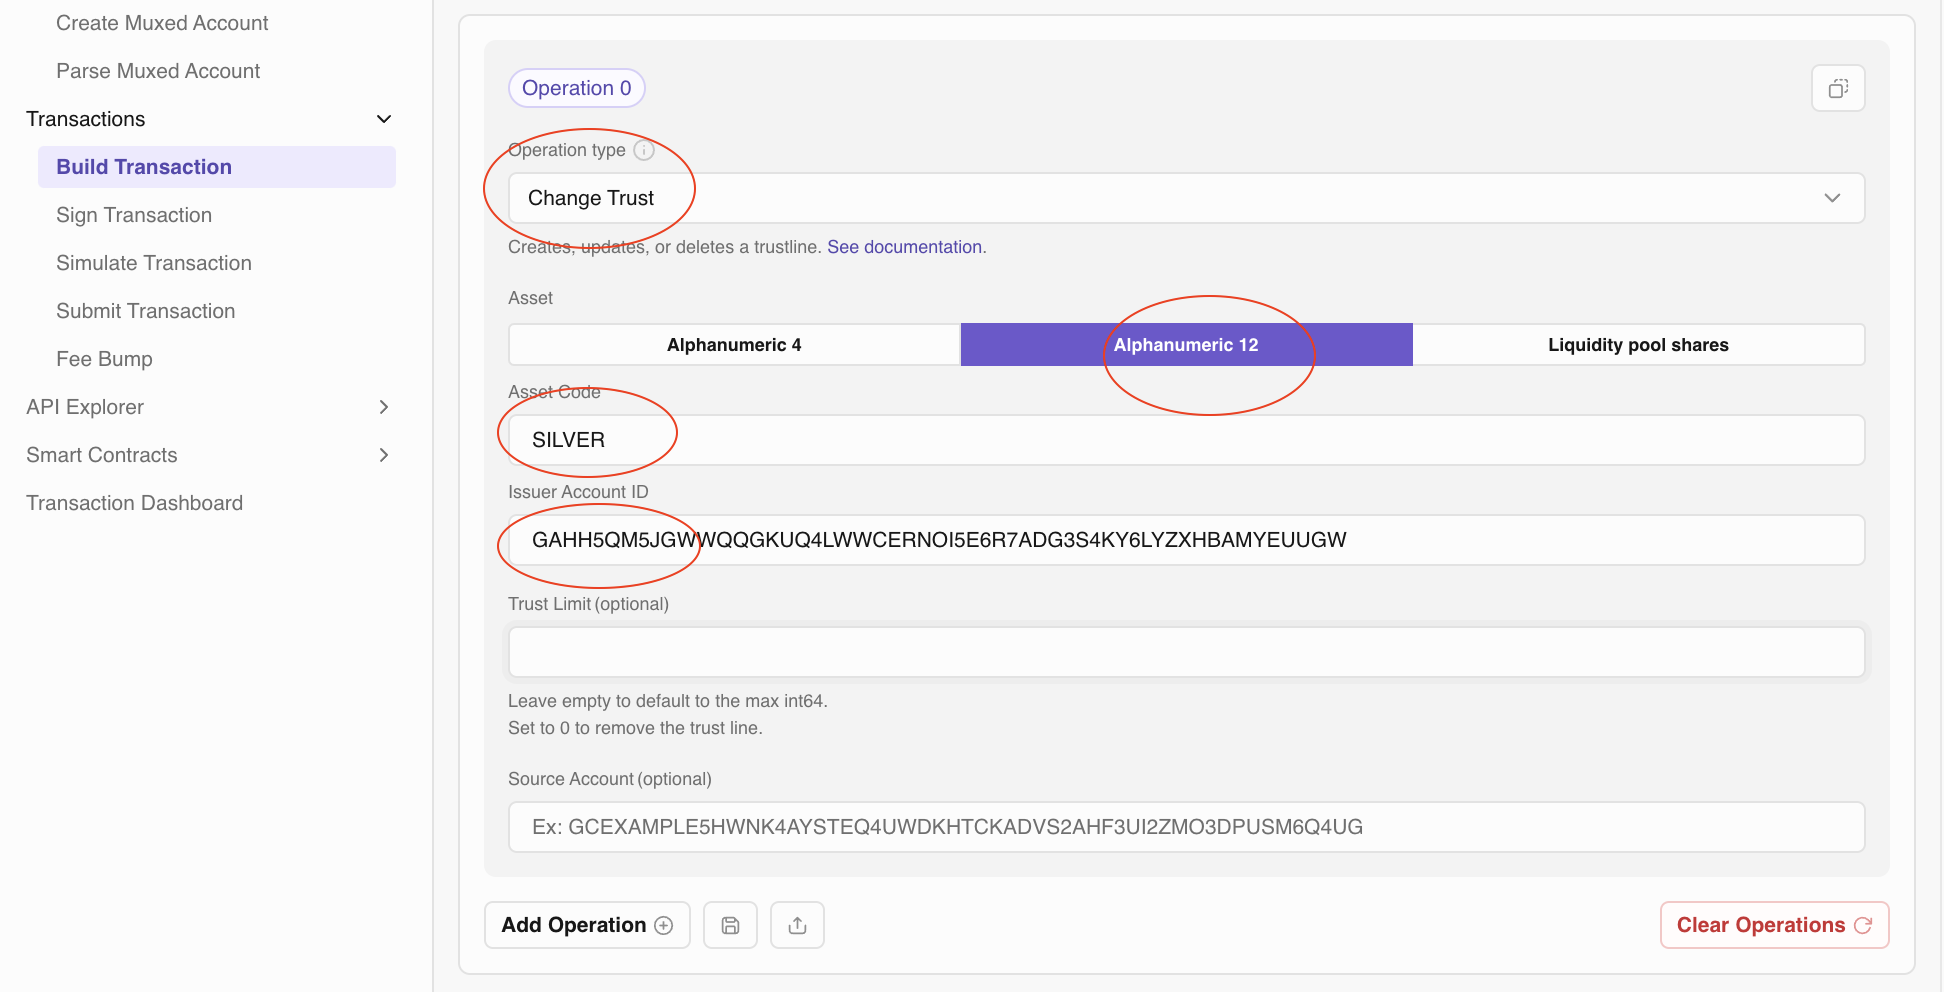 Create Muxed Account
Parse Muxed Account
Transactions
Build Transaction
Sign Transaction
Simulate Transaction
Submit Transaction
Fee Bump
API Explorer
Smart Contracts
Transaction Dashboard
Operation 0
Operation type
Change Trust
Creates, updates, or deletes a trustline. See documentation.
Asset
Alphanumeric 4
Alphanumeric 12
Liquidity pool shares
Asset Code
SILVER
Issuer Account ID
GAHH5QM5JGWWQQGKUQ4LWWCERNOI5E6R7ADG3S4KY6LYZXHBAMYEUUGW
Trust Limit (optional)
Leave empty to default to the max int64.
Set to 0 to remove the trust line.
Source Account (optional)
Ex: GCEXAMPLE5HWNK4AYSTEQ4UWDKHTCKADVS2AHF3UI2ZMO3DPUSM6Q4UG
Add Operation
Clear Operations